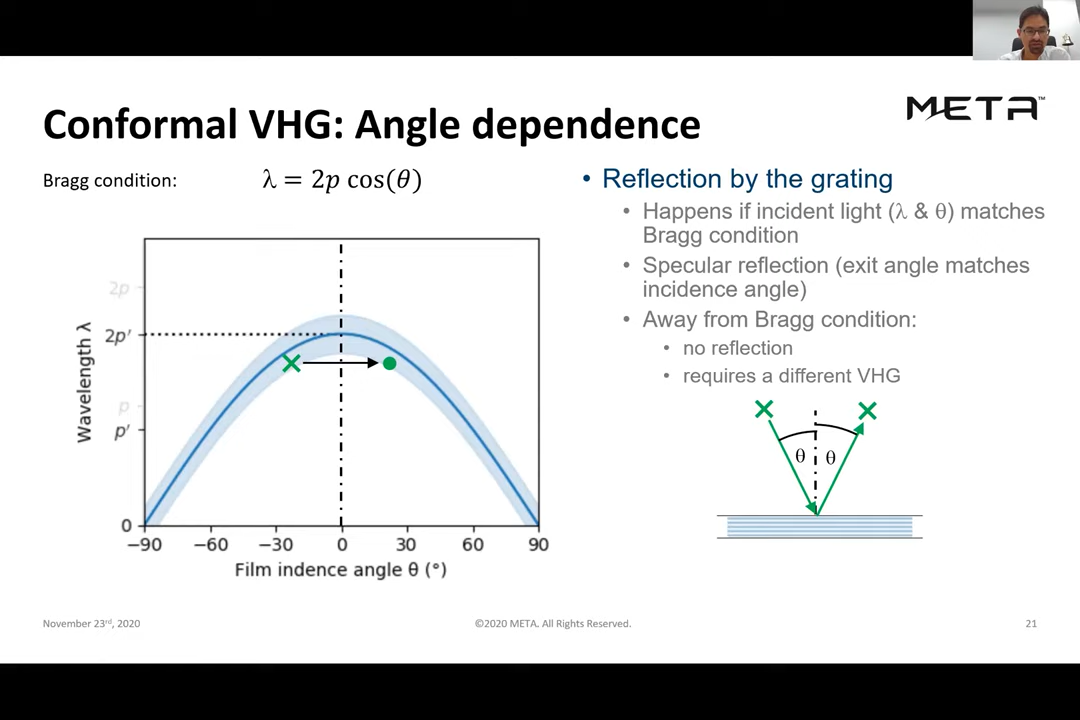 META™
Conformal VHG: Angle dependence
Bragg condition:
λ = 2p cos(θ)
2p
2p'
p
p'
0
Wavelength λ
−90
−60
−30
0
30
60
90
Film indence angle θ (°)
• Reflection by the grating
• Happens if incident light (λ & θ) matches
Bragg condition
• Specular reflection (exit angle matches
incidence angle)
• Away from Bragg condition:
• no reflection
• requires a different VHG
θ
θ
November 23rd, 2020
©2020 META. All Rights Reserved.
21